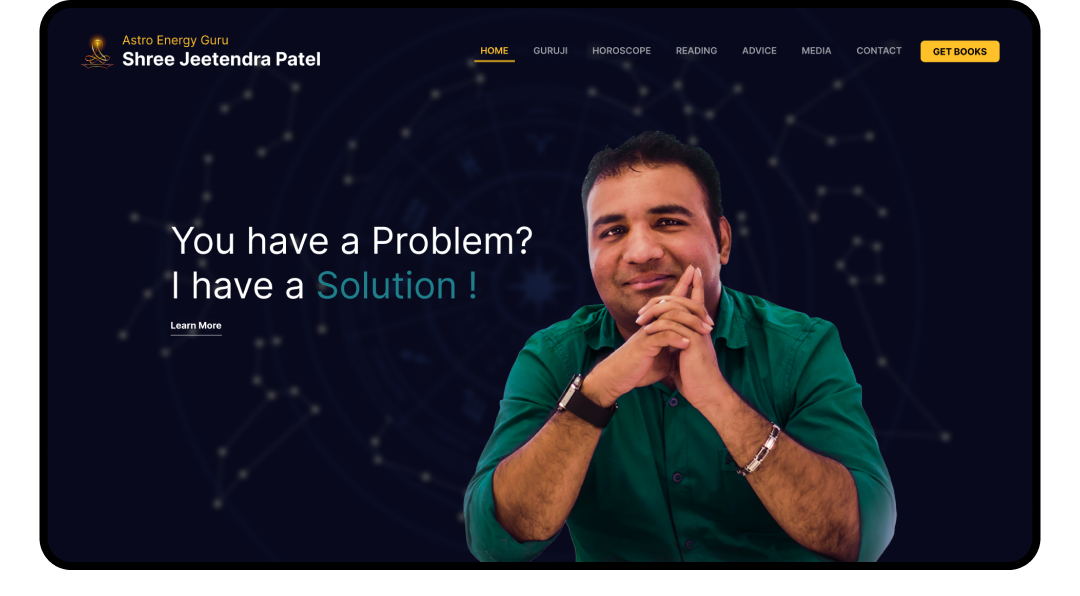 Astro Energy Guru
Shree Jeetendra Patel
HOME GURUJI HOROSCOPE READING ADVICE MEDIA CONTACT GET BOOKS
You have a Problem?
I have a Solution !
Learn More